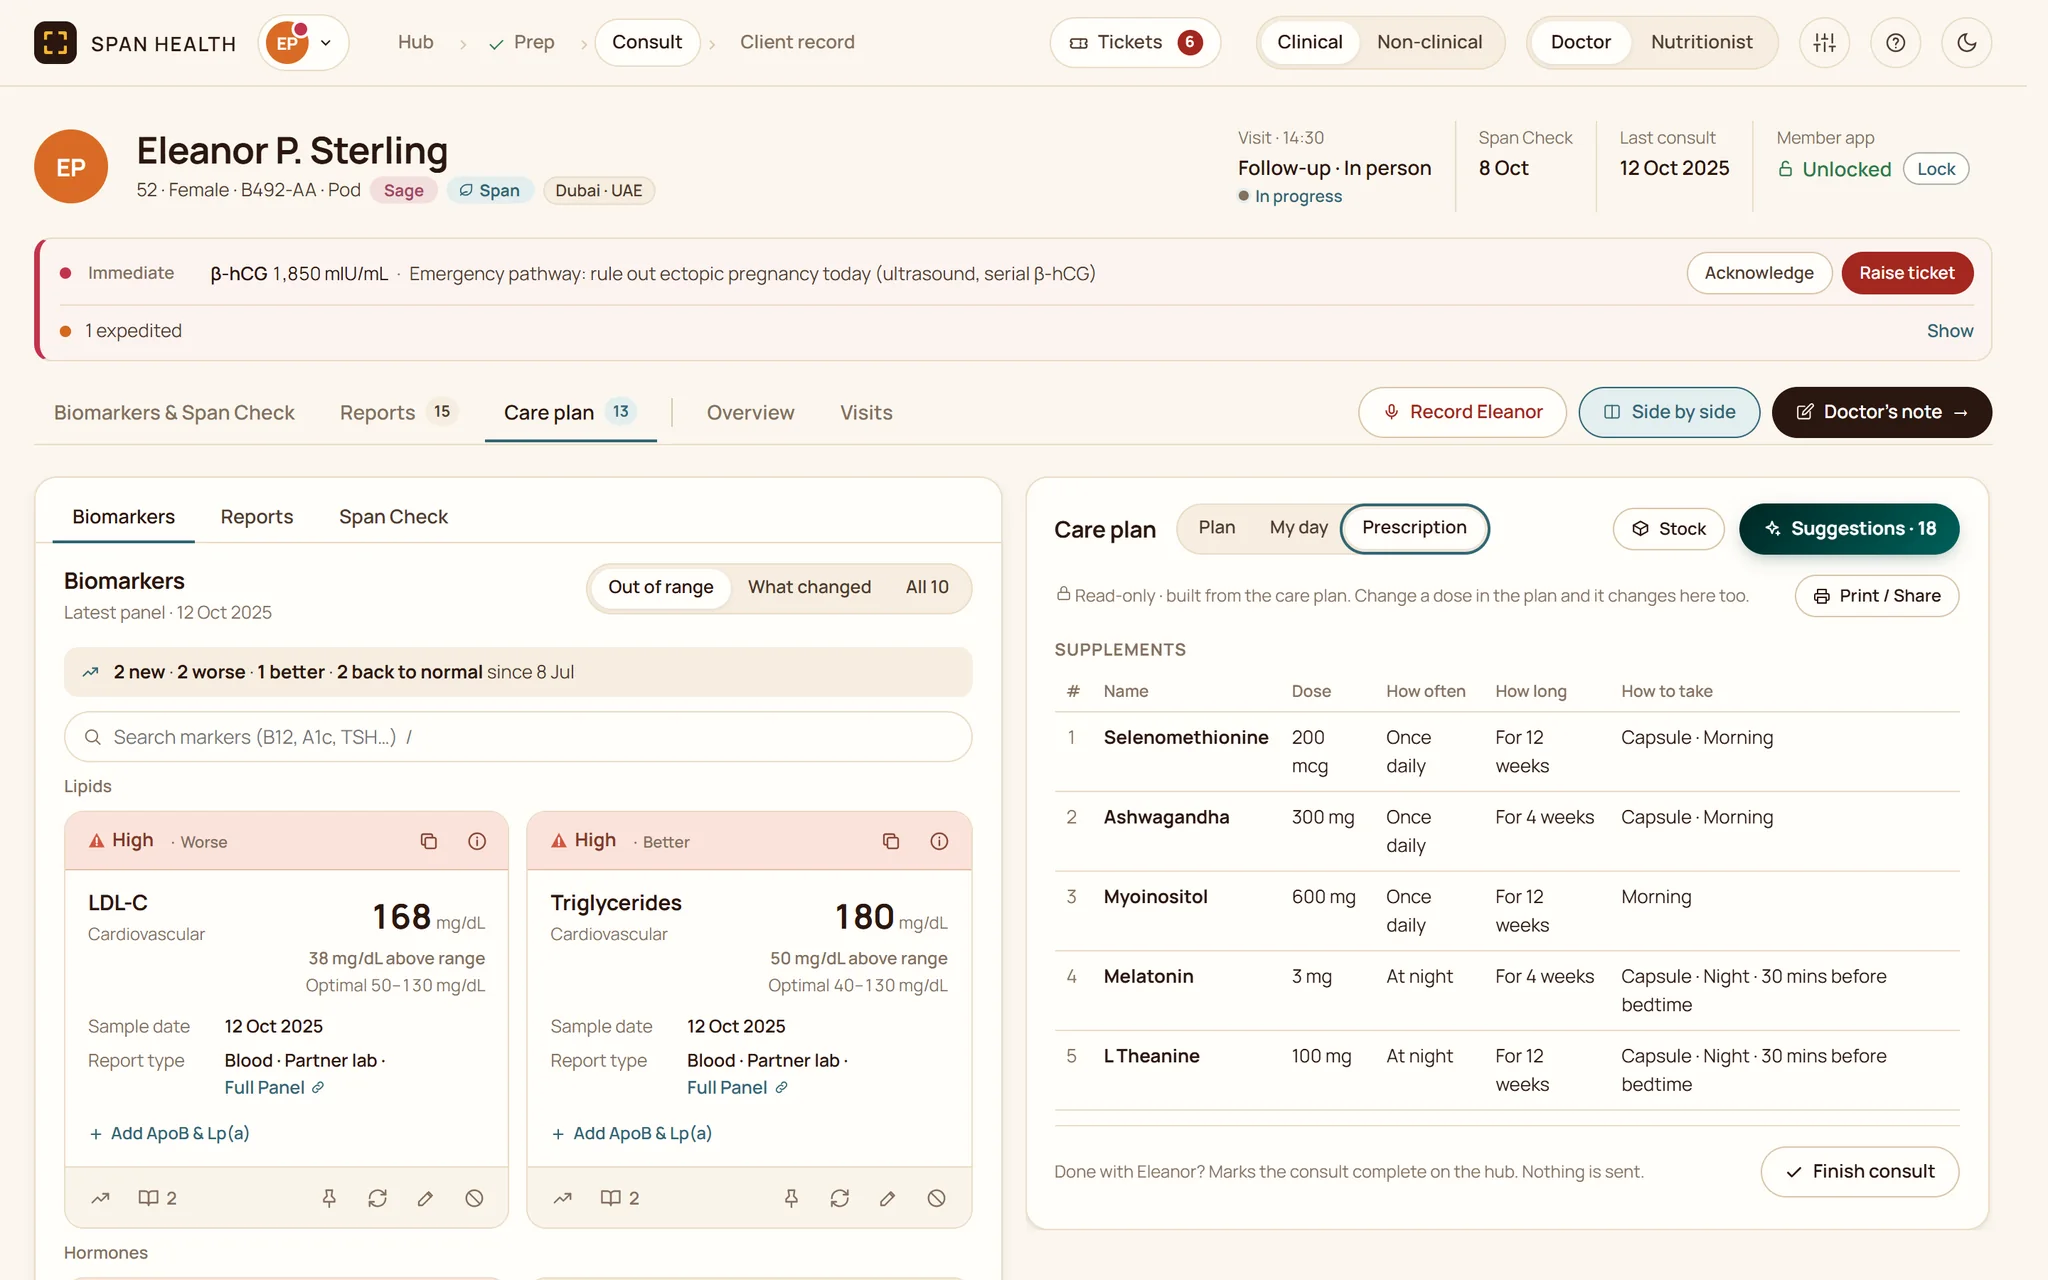 SPAN HEALTH
EP
Hub
Prep
Consult
Client record
Tickets 6
Clinical
Non-clinical
Doctor
Nutritionist
EP
Eleanor P. Sterling
52 · Female · B492-AA · Pod Sage Span Dubai · UAE
Visit · 14:30
Follow-up · In person
In progress
Span Check
8 Oct
Last consult
12 Oct 2025
Member app
Unlocked Lock
Immediate β-hCG 1,850 mIU/mL · Emergency pathway: rule out ectopic pregnancy today (ultrasound, serial β-hCG)
Acknowledge
Raise ticket
1 expedited
Show
Biomarkers & Span Check
Reports 15
Care plan 13
Overview
Visits
Record Eleanor
Side by side
Doctor's note →
Biomarkers
Reports
Span Check
Biomarkers
Latest panel · 12 Oct 2025
Out of range
What changed
All 10
2 new · 2 worse · 1 better · 2 back to normal since 8 Jul
Search markers (B12, A1c, TSH...) /
Lipids
High · Worse
LDL-C
Cardiovascular
168 mg/dL
38 mg/dL above range
Optimal 50–130 mg/dL
Sample date 12 Oct 2025
Report type Blood · Partner lab ·
Full Panel
+ Add ApoB & Lp(a)
2
High · Better
Triglycerides
Cardiovascular
180 mg/dL
50 mg/dL above range
Optimal 40–130 mg/dL
Sample date 12 Oct 2025
Report type Blood · Partner lab ·
Full Panel
+ Add ApoB & Lp(a)
2
Hormones
Care plan
Plan
My day
Prescription
Stock
Suggestions · 18
Read-only · built from the care plan. Change a dose in the plan and it changes here too.
Print / Share
SUPPLEMENTS
# Name Dose How often How long How to take
1 Selenomethionine 200 mcg Once daily For 12 weeks Capsule · Morning
2 Ashwagandha 300 mg Once daily For 4 weeks Capsule · Morning
3 Myoinositol 600 mg Once daily For 12 weeks Morning
4 Melatonin 3 mg At night For 4 weeks Capsule · Night · 30 mins before bedtime
5 L Theanine 100 mg At night For 12 weeks Capsule · Night · 30 mins before bedtime
Done with Eleanor? Marks the consult complete on the hub. Nothing is sent.
Finish consult